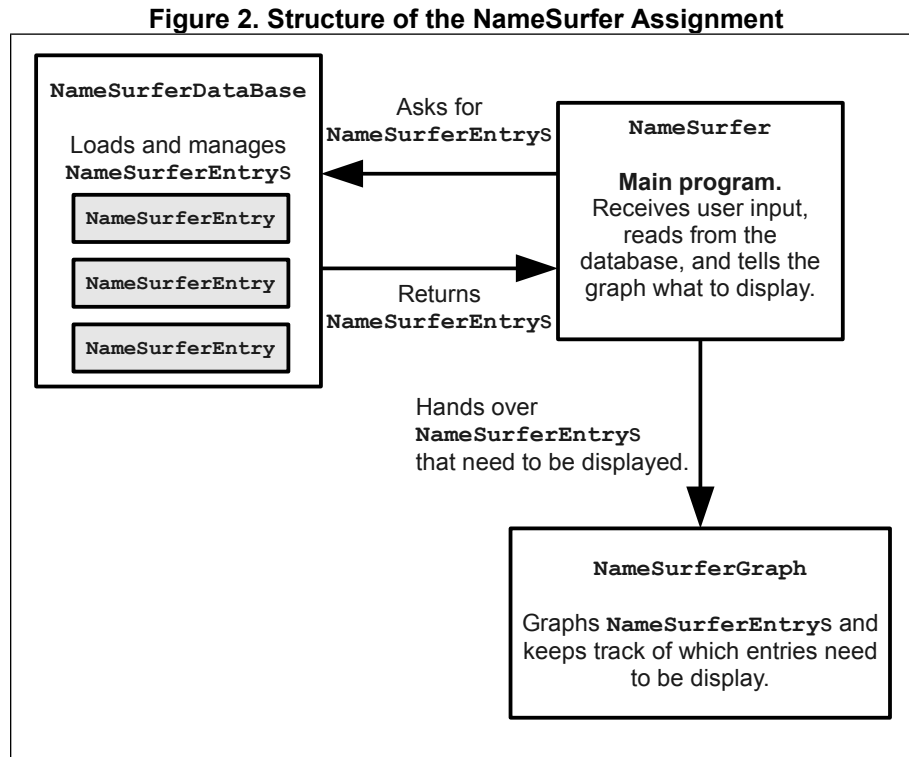 Figure 2. Structure of the NameSurfer Assignment
NameSurferDataBase
Loads and manages
NameSurferEntrys
NameSurferEntry
NameSurferEntry
NameSurferEntry
Asks for
NameSurferEntrys
Returns
NameSurferEntrys
NameSurfer
Main program.
Receives user input,
reads from the
database, and tells the
graph what to display.
Hands over
NameSurferEntrys
that need to be displayed.
NameSurferGraph
Graphs NameSurferEntrys and
keeps track of which entries need
to be display.